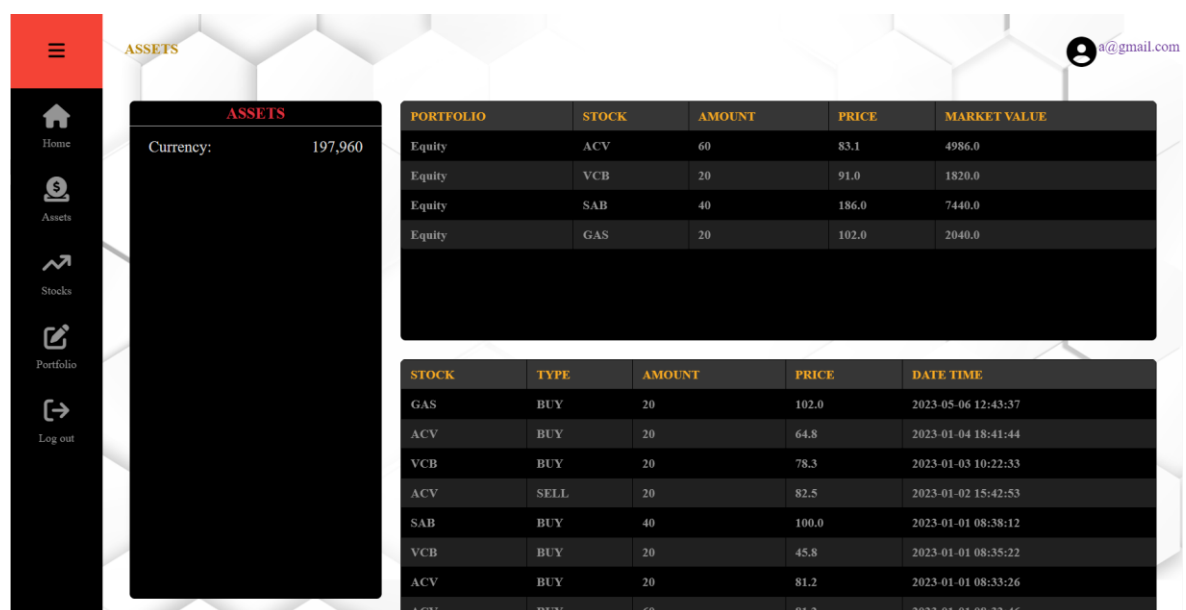 ASSETS
a@gmail.com
Home
Assets
Stocks
Portfolio
Log out
ASSETS
Currency: 197,960
PORTFOLIO STOCK AMOUNT PRICE MARKET VALUE
Equity ACV 60 83.1 4986.0
Equity VCB 20 91.0 1820.0
Equity SAB 40 186.0 7440.0
Equity GAS 20 102.0 2040.0
STOCK TYPE AMOUNT PRICE DATE TIME
GAS BUY 20 102.0 2023-05-06 12:43:37
ACV BUY 20 64.8 2023-01-04 18:41:44
VCB BUY 20 78.3 2023-01-03 10:22:33
ACV SELL 20 82.5 2023-01-02 15:42:53
SAB BUY 40 100.0 2023-01-01 08:38:12
VCB BUY 20 45.8 2023-01-01 08:35:22
ACV BUY 20 81.2 2023-01-01 08:33:26